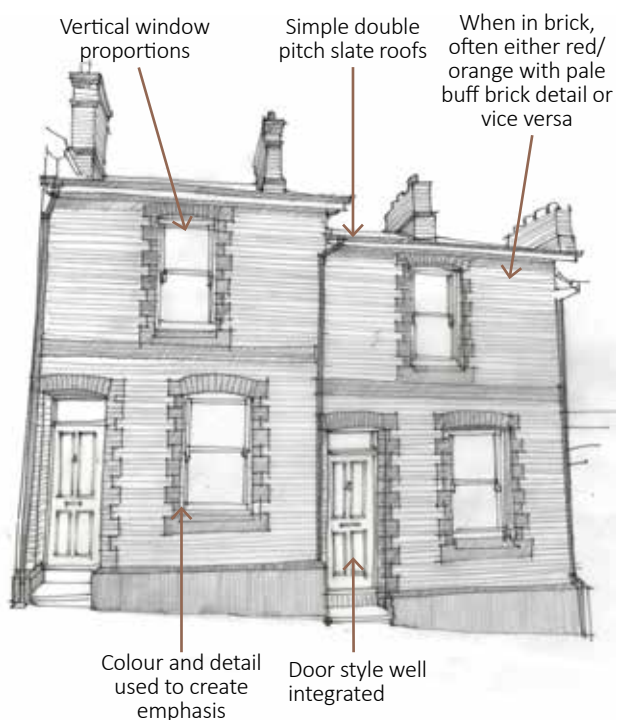 Vertical window
proportions
Simple double
pitch slate roofs
When in brick,
often either red/
orange with pale
buff brick detail or
vice versa
Colour and detail
used to create
emphasis
Door style well
integrated